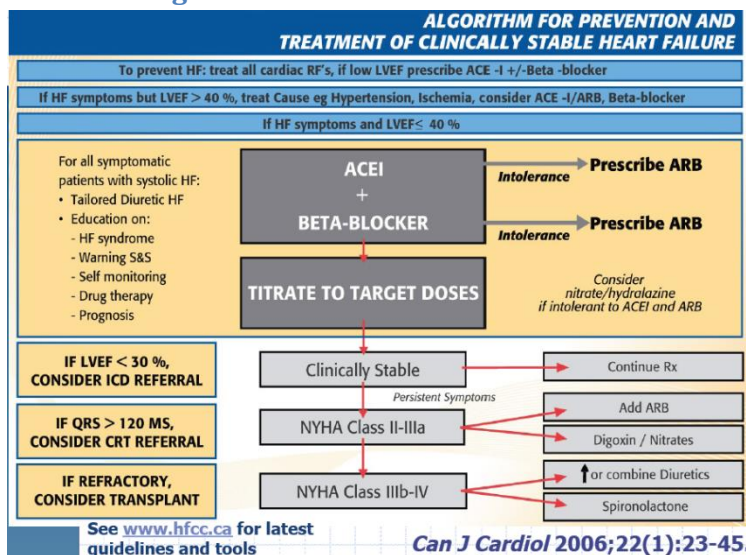 ALGORITHM FOR PREVENTION AND
TREATMENT OF CLINICALLY STABLE HEART FAILURE
To prevent HF: treat all cardiac RF's, if low LVEF prescribe ACE -I +/-Beta -blocker
If HF symptoms but LVEF > 40 %, treat Cause eg Hypertension, Ischemia, consider ACE -I/ARB, Beta-blocker
If HF symptoms and LVEF≤ 40 %
For all symptomatic
patients with systolic HF:
• Tailored Diuretic HF
• Education on:
- HF syndrome
- Warning S&S
- Self monitoring
- Drug therapy
- Prognosis
ACEI
+
BETA-BLOCKER
Intolerance
Prescribe ARB
Intolerance
Prescribe ARB
TITRATE TO TARGET DOSES
Consider
nitrate/hydralazine
if intolerant to ACEI and ARB
IF LVEF < 30 %,
CONSIDER ICD REFERRAL
Clinically Stable
Continue Rx
Persistent Symptoms
IF QRS > 120 MS,
CONSIDER CRT REFERRAL
NYHA Class II-IIIa
Add ARB
Digoxin / Nitrates
IF REFRACTORY,
CONSIDER TRANSPLANT
NYHA Class IIIb-IV
or combine Diuretics
Spironolactone
See www.hfcc.ca for latest
guidelines and tools
Can J Cardiol 2006;22(1):23-45.